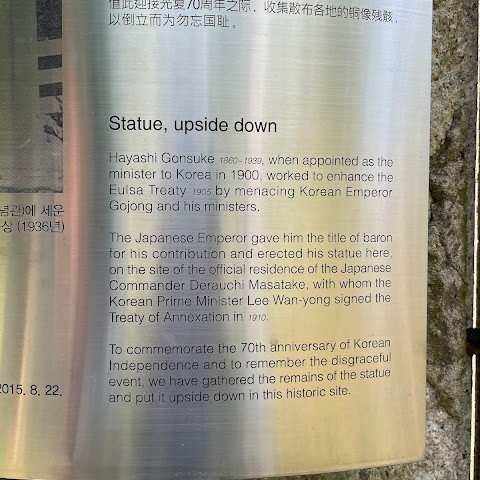 值此迎接光复70周年之际, 收集散布各地的铜像残骸,
以倒立而为勿忘国耻。
Statue, upside down
Hayashi Gonsuke 1860~1939, when appointed as the
minister to Korea in 1900, worked to enhance the
Eulsa Treaty 1905 by menacing Korean Emperor
Gojong and his ministers.
The Japanese Emperor gave him the title of baron
for his contribution and erected his statue here,
on the site of the official residence of the Japanese
Commander Derauchi Masatake, with whom the
Korean Prime Minister Lee Wan-yong signed the
Treaty of Annexation in 1910.
To commemorate the 70th anniversary of Korean
Independence and to remember the disgraceful
event, we have gathered the remains of the statue
and put it upside down in this historic site.
념관)에 세운
상 (1936년)
2015. 8. 22.